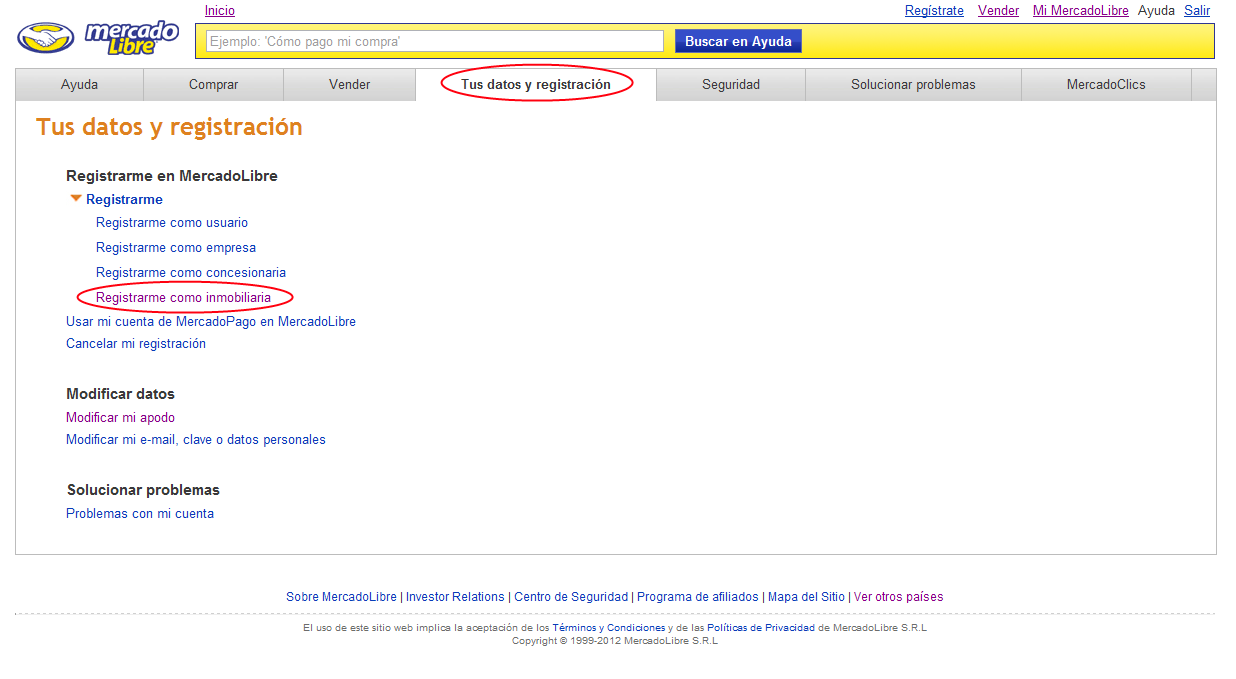 Inicio
Regístrate Vender Mi MercadoLibre Ayuda Salir
mercado
Libre
Ejemplo: 'Cómo pago mi compra'
Buscar en Ayuda
Ayuda Comprar Vender Tus datos y registración Seguridad Solucionar problemas MercadoClics
Tus datos y registración
Registrarme en MercadoLibre
Registrarme
Registrarme como usuario
Registrarme como empresa
Registrarme como concesionaria
Registrarme como inmobiliaria
Usar mi cuenta de MercadoPago en MercadoLibre
Cancelar mi registración
Modificar datos
Modificar mi apodo
Modificar mi e-mail, clave o datos personales
Solucionar problemas
Problemas con mi cuenta
Sobre MercadoLibre | Investor Relations | Centro de Seguridad | Programa de afiliados | Mapa del Sitio | Ver otros países
El uso de este sitio web implica la aceptación de los Términos y Condiciones y de las Políticas de Privacidad de MercadoLibre S.R.L
Copyright © 1999-2012 MercadoLibre S.R.L